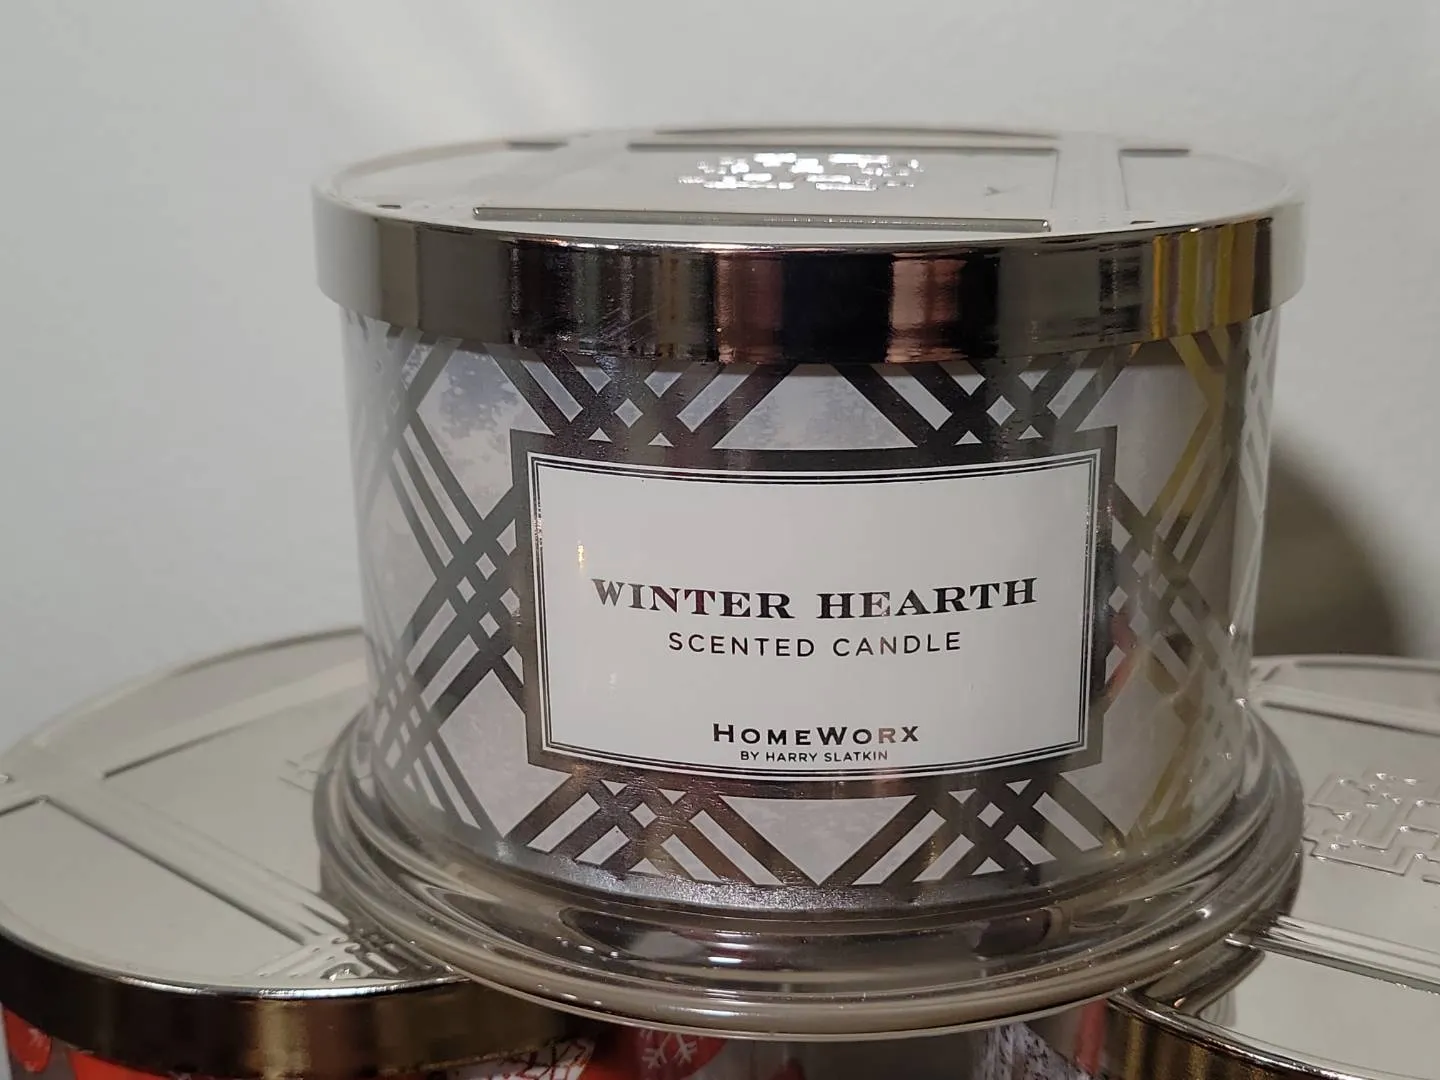 WINTER HEARTH
SCENTED CANDLE
HOMEWORX
BY HARRY SLATKIN